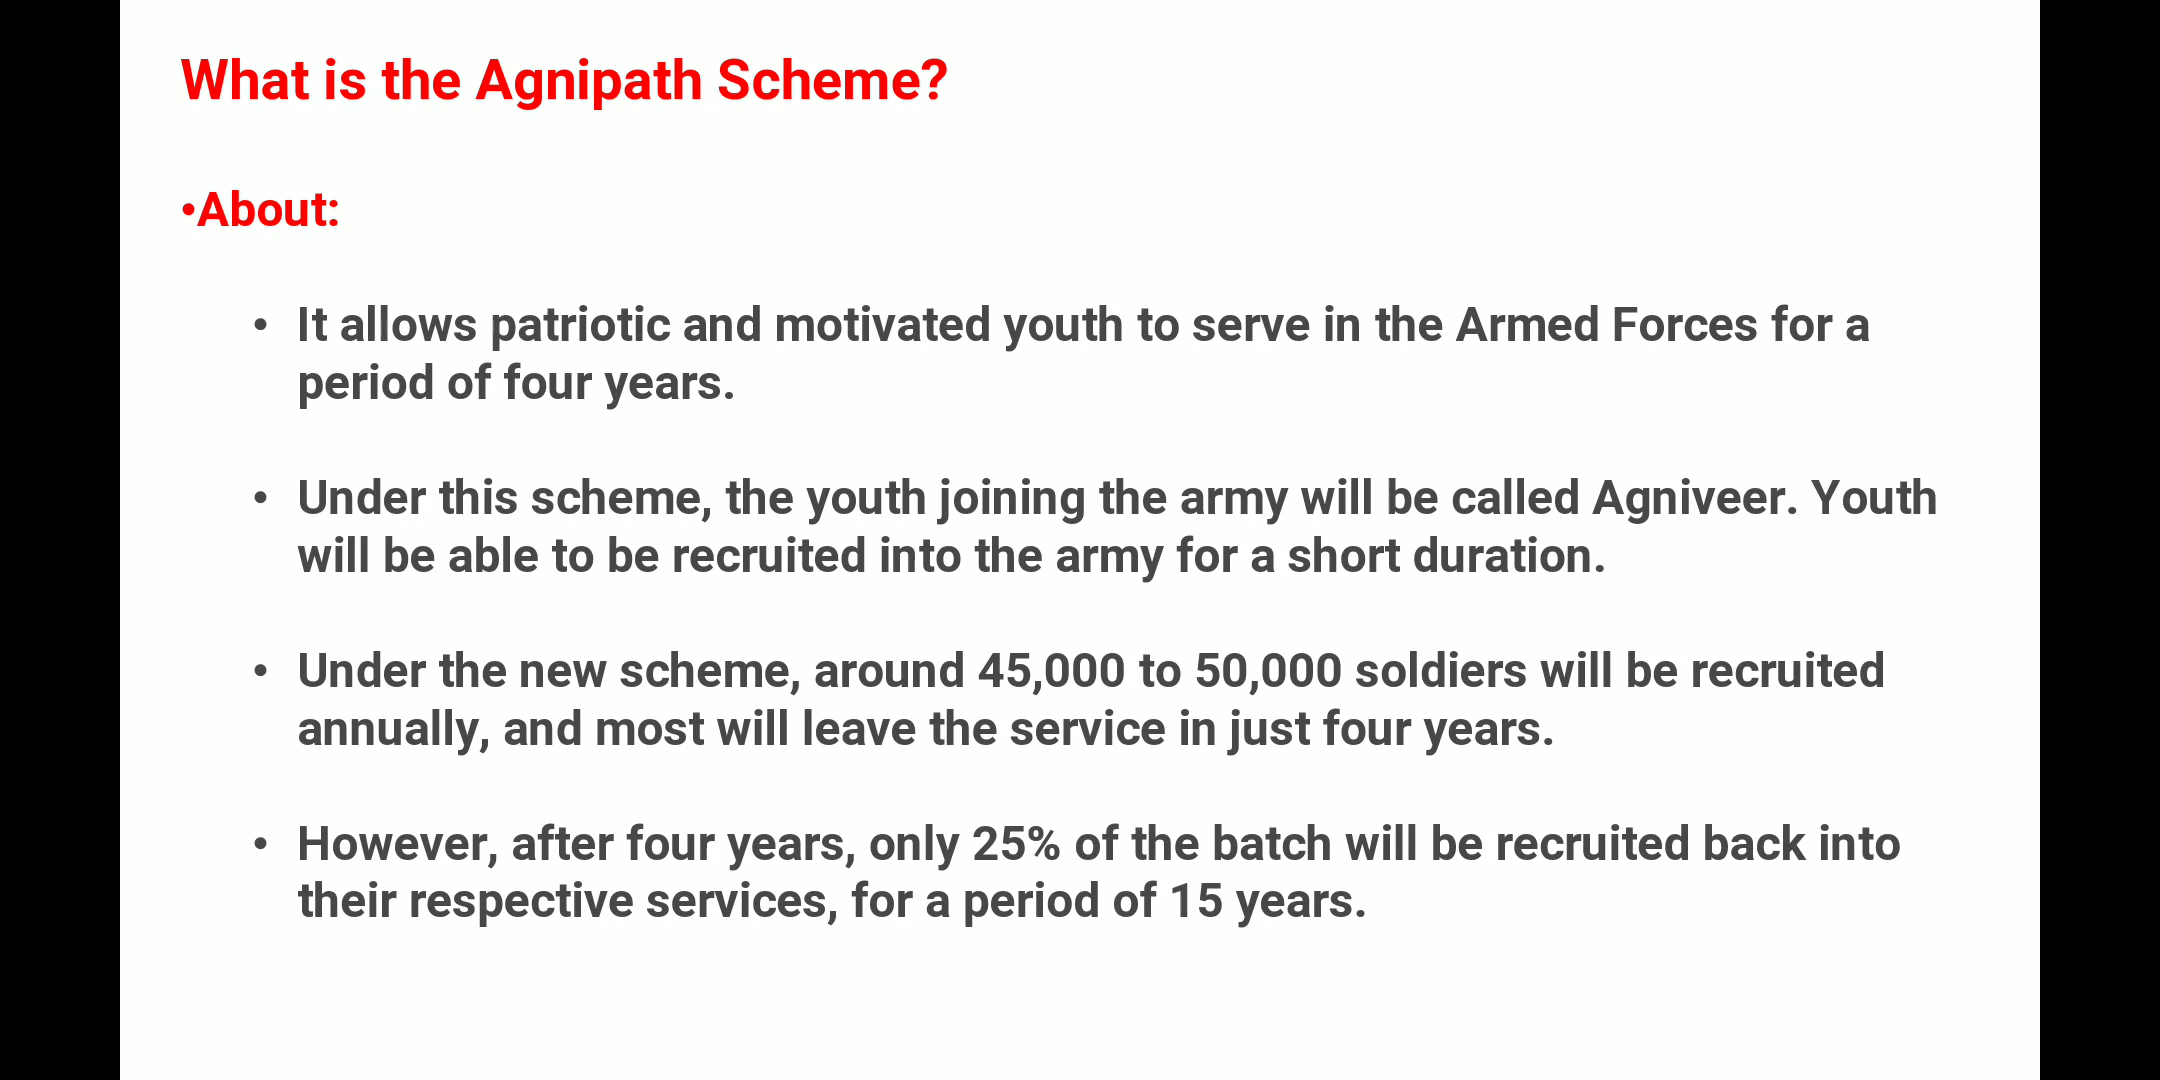 What is the Agnipath Scheme?
•About:
• It allows patriotic and motivated youth to serve in the Armed Forces for a
period of four years.
• Under this scheme, the youth joining the army will be called Agniveer. Youth
will be able to be recruited into the army for a short duration.
• Under the new scheme, around 45,000 to 50,000 soldiers will be recruited
annually, and most will leave the service in just four years.
• However, after four years, only 25% of the batch will be recruited back into
their respective services, for a period of 15 years.